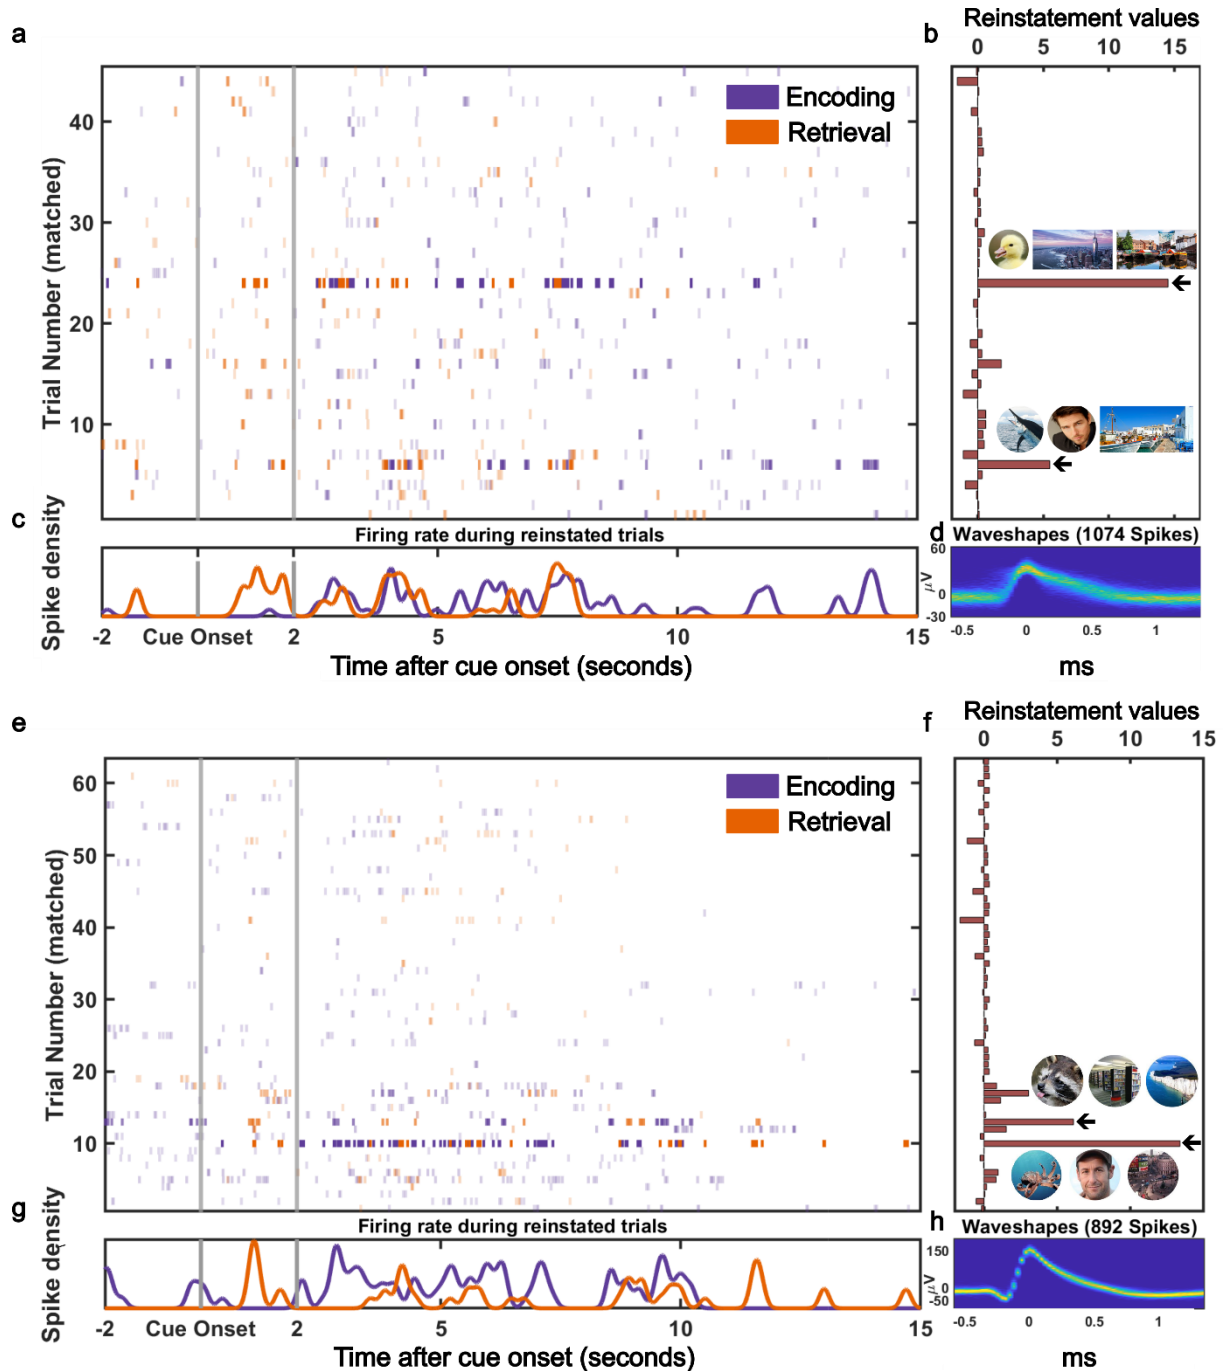 a
b
Reinstatement values
0 5 10 15
Encoding
Retrieval
Trial Number (matched)
40
30
20
10
c
Spike density
Firing rate during reinstated trials
-2 Cue Onset 2 5 10 15
Time after cue onset (seconds)
d
Waveshapes (1074 Spikes)
μV
60
0
-30
-0.5 0 0.5 1
ms
e
f
Reinstatement values
0 5 10 15
Encoding
Retrieval
Trial Number (matched)
60
50
40
30
20
10
g
Spike density
Firing rate during reinstated trials
-2 Cue Onset 2 5 10 15
Time after cue onset (seconds)
h
Waveshapes (892 Spikes)
μV
150
50
-50
-0.5 0 0.5 1
ms